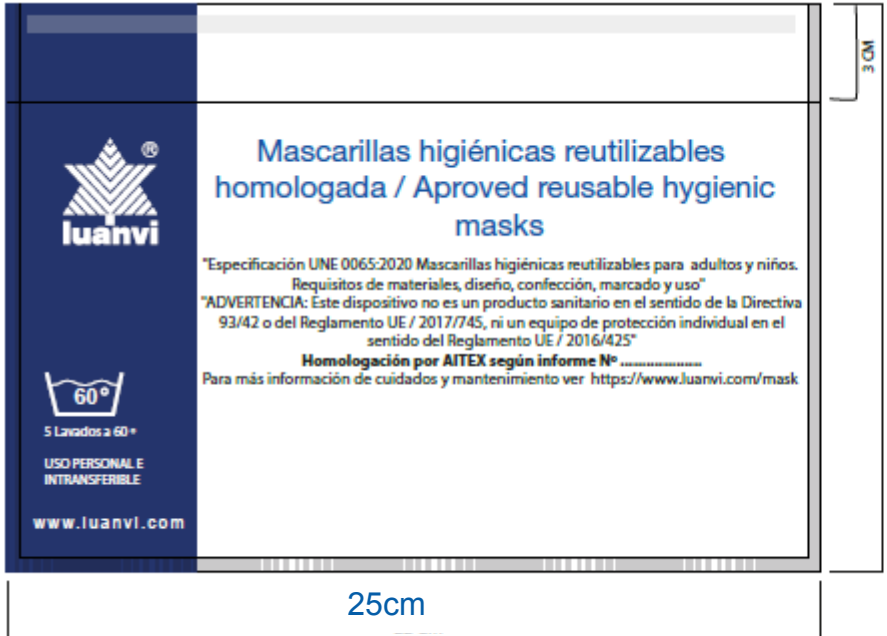 3 CM
®
luanvi
Mascarillas higiénicas reutilizables
homologada / Aproved reusable hygienic
masks
"Especificación UNE 0065:2020 Mascarillas higiénicas reutilizables para adultos y niños.
Requisitos de materiales, diseño, confección, marcado y uso"
"ADVERTENCIA: Este dispositivo no es un producto sanitario en el sentido de la Directiva
93/42 o del Reglamento UE / 2017/745, ni un equipo de protección individual en el
sentido del Reglamento UE / 2016/425"
Homologación por AITEX según informe Nº .....................
Para más información de cuidados y mantenimiento ver https://www.luanvi.com/mask
60°
5 Lavados a 60º
USO PERSONAL E
INTRANSFERIBLE
www.luanvi.com
25cm